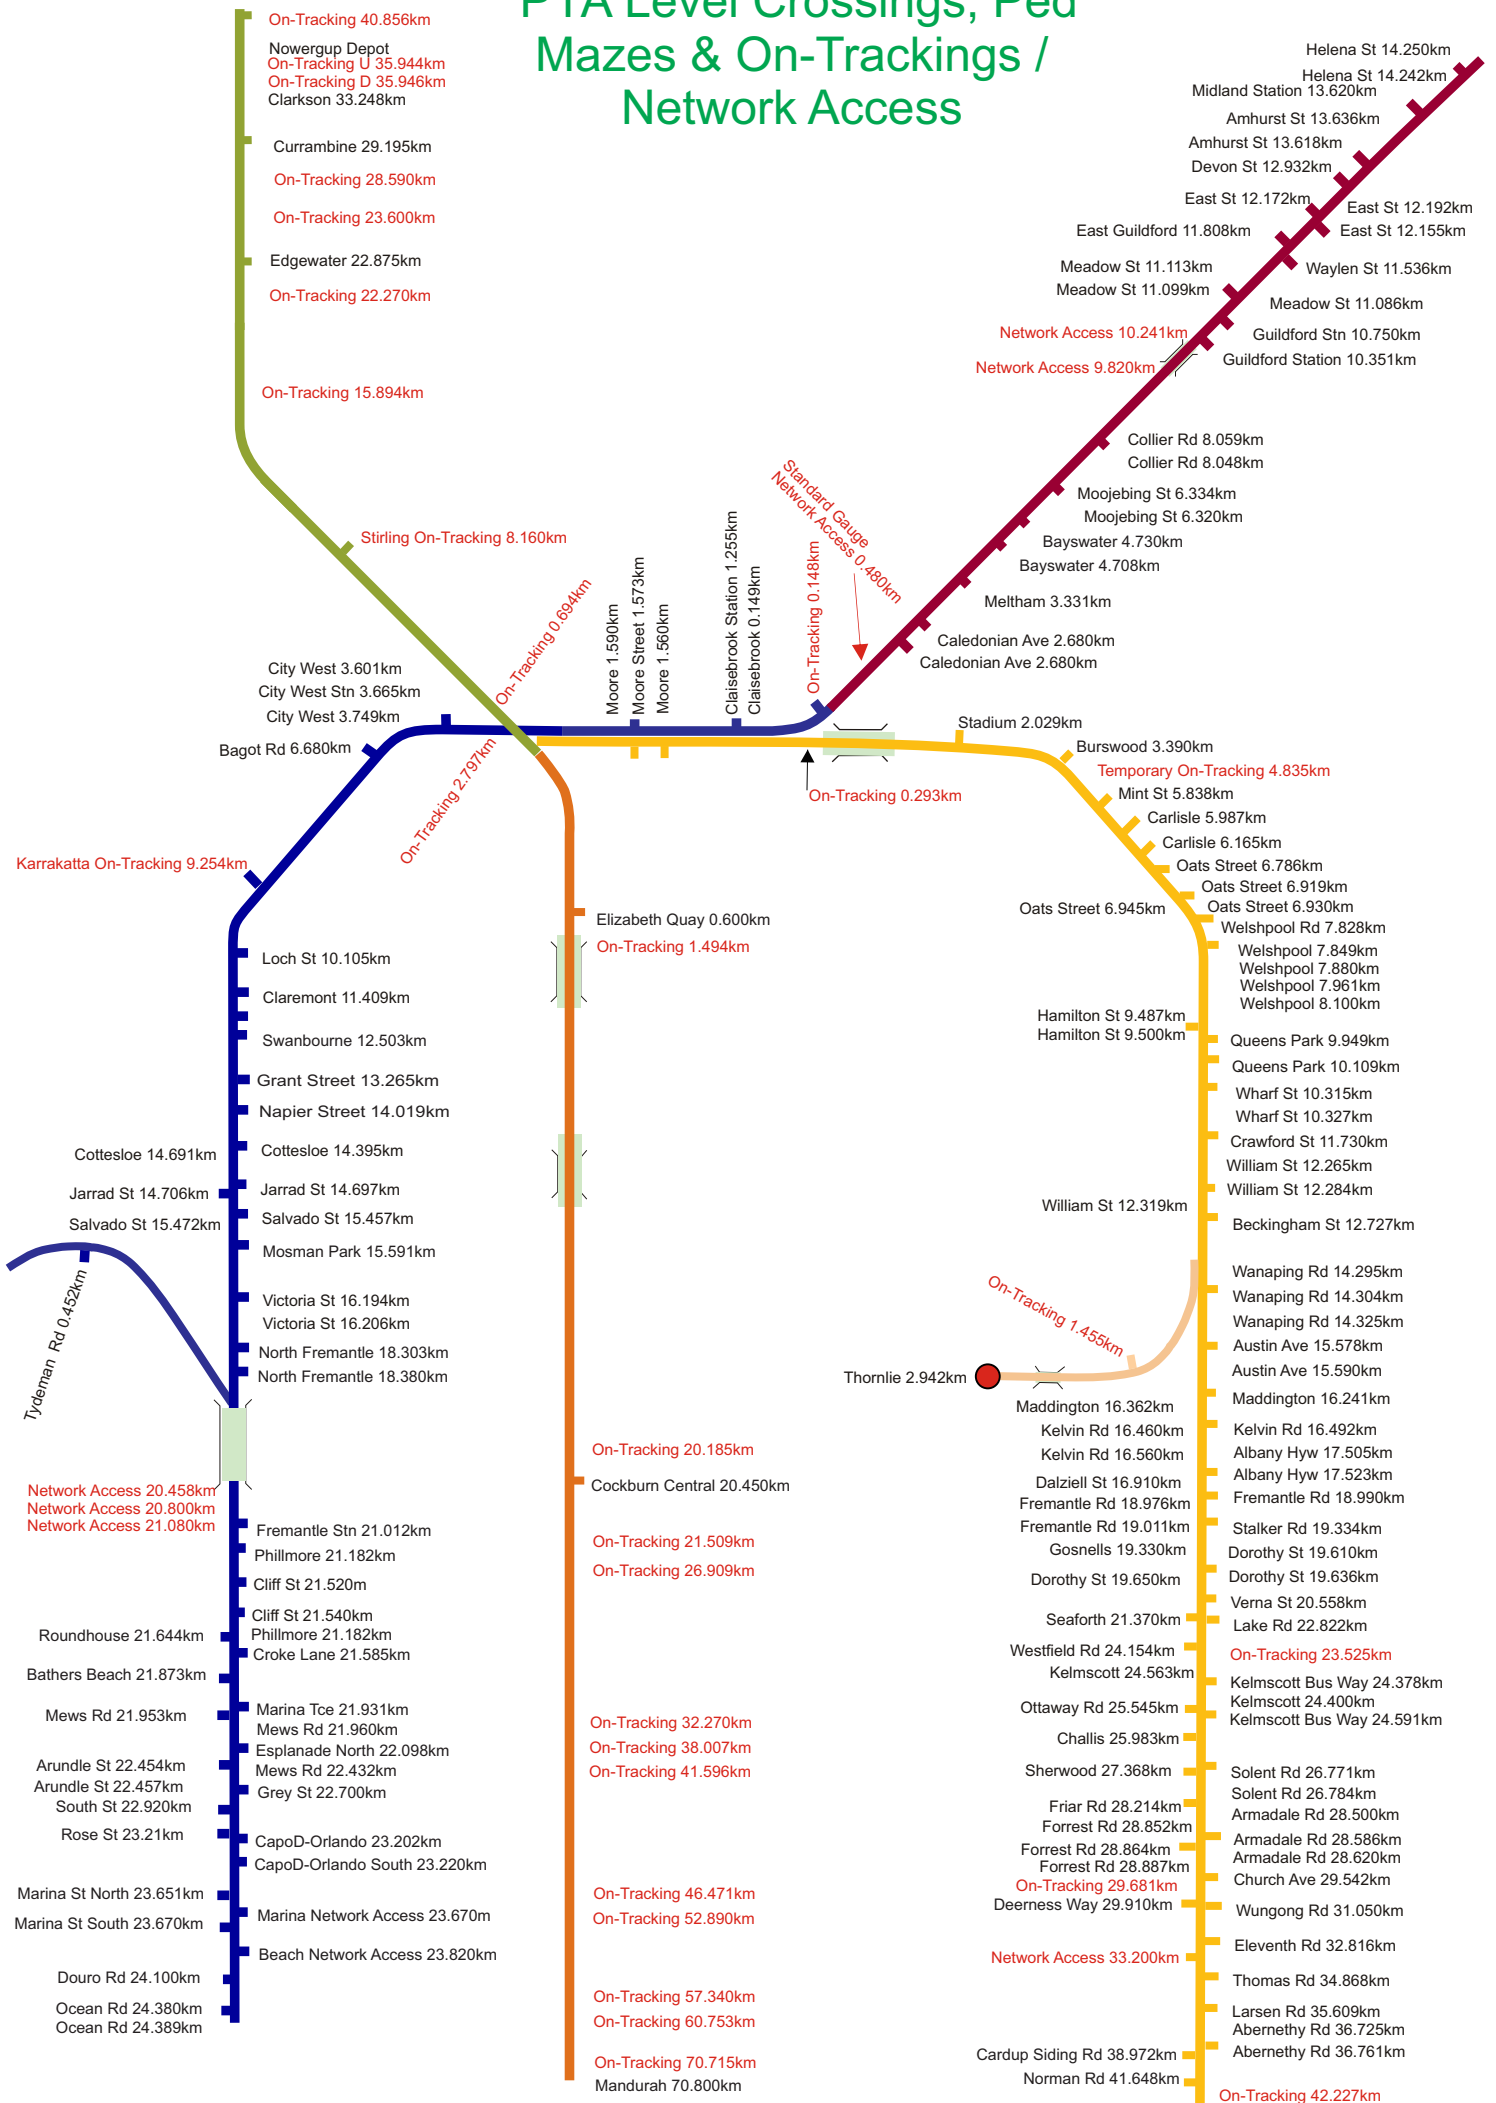 PTA Level Crossings, Ped
Mazes & On-Trackings /
Network Access
On-Tracking 40.856km
Nowergup Depot
On-Tracking U 35.944km
On-Tracking D 35.946km
Clarkson 33.248km
Currambine 29.195km
On-Tracking 28.590km
On-Tracking 23.600km
Edgewater 22.875km
On-Tracking 22.270km
On-Tracking 15.894km
Stirling On-Tracking 8.160km
On-Tracking 0.694km
Helena St 14.250km
Helena St 14.242km
Midland Station 13.620km
Amhurst St 13.636km
Amhurst St 13.618km
Devon St 12.932km
East St 12.172km
East St 12.192km
East Guildford 11.808km
East St 12.155km
Meadow St 11.113km
Waylen St 11.536km
Meadow St 11.099km
Meadow St 11.086km
Network Access 10.241km
Guildford Stn 10.750km
Network Access 9.820km
Guildford Station 10.351km
Collier Rd 8.059km
Collier Rd 8.048km
Moojebing St 6.334km
Moojebing St 6.320km
Bayswater 4.730km
Bayswater 4.708km
Meltham 3.331km
Caledonian Ave 2.680km
Caledonian Ave 2.680km
Standard Gauge
Network Access 0.480km
On-Tracking 0.148km
Claisebrook Station 1.255km
Claisebrook 0.149km
Moore 1.590km
Moore Street 1.573km
Moore 1.560km
City West 3.601km
City West Stn 3.665km
City West 3.749km
Bagot Rd 6.680km
On-Tracking 2.797km
Karrakatta On-Tracking 9.254km
Loch St 10.105km
Claremont 11.409km
Swanbourne 12.503km
Grant Street 13.265km
Napier Street 14.019km
Cottesloe 14.691km
Cottesloe 14.395km
Jarrad St 14.706km
Jarrad St 14.697km
Salvado St 15.472km
Salvado St 15.457km
Mosman Park 15.591km
Tydeman Rd 0.452km
Victoria St 16.194km
Victoria St 16.206km
North Fremantle 18.303km
North Fremantle 18.380km
Network Access 20.458km
Network Access 20.800km
Network Access 21.080km
Fremantle Stn 21.012km
Phillmore 21.182km
Cliff St 21.520m
Cliff St 21.540km
Roundhouse 21.644km
Phillmore 21.182km
Croke Lane 21.585km
Bathers Beach 21.873km
Marina Tce 21.931km
Mews Rd 21.953km
Mews Rd 21.960km
Esplanade North 22.098km
Arundle St 22.454km
Mews Rd 22.432km
Arundle St 22.457km
Grey St 22.700km
South St 22.920km
Rose St 23.21km
CapoD-Orlando 23.202km
CapoD-Orlando South 23.220km
Marina St North 23.651km
Marina Network Access 23.670m
Marina St South 23.670km
Beach Network Access 23.820km
Douro Rd 24.100km
Ocean Rd 24.380km
Ocean Rd 24.389km
Elizabeth Quay 0.600km
On-Tracking 1.494km
On-Tracking 20.185km
Cockburn Central 20.450km
On-Tracking 21.509km
On-Tracking 26.909km
On-Tracking 32.270km
On-Tracking 38.007km
On-Tracking 41.596km
On-Tracking 46.471km
On-Tracking 52.890km
On-Tracking 57.340km
On-Tracking 60.753km
On-Tracking 70.715km
Mandurah 70.800km
On-Tracking 0.293km
Stadium 2.029km
Burswood 3.390km
Temporary On-Tracking 4.835km
Mint St 5.838km
Carlisle 5.987km
Carlisle 6.165km
Oats Street 6.786km
Oats Street 6.919km
Oats Street 6.945km
Oats Street 6.930km
Welshpool Rd 7.828km
Welshpool 7.849km
Welshpool 7.880km
Welshpool 7.961km
Welshpool 8.100km
Hamilton St 9.487km
Hamilton St 9.500km
Queens Park 9.949km
Queens Park 10.109km
Wharf St 10.315km
Wharf St 10.327km
Crawford St 11.730km
William St 12.265km
William St 12.284km
William St 12.319km
Beckingham St 12.727km
Wanaping Rd 14.295km
Wanaping Rd 14.304km
Wanaping Rd 14.325km
On-Tracking 1.455km
Thornlie 2.942km
Austin Ave 15.578km
Austin Ave 15.590km
Maddington 16.241km
Maddington 16.362km
Kelvin Rd 16.460km
Kelvin Rd 16.492km
Kelvin Rd 16.560km
Albany Hyw 17.505km
Albany Hyw 17.523km
Dalziell St 16.910km
Fremantle Rd 18.976km
Fremantle Rd 18.990km
Fremantle Rd 19.011km
Stalker Rd 19.334km
Gosnells 19.330km
Dorothy St 19.610km
Dorothy St 19.650km
Dorothy St 19.636km
Verna St 20.558km
Seaforth 21.370km
Lake Rd 22.822km
Westfield Rd 24.154km
On-Tracking 23.525km
Kelmscott 24.563km
Kelmscott Bus Way 24.378km
Kelmscott 24.400km
Ottaway Rd 25.545km
Kelmscott Bus Way 24.591km
Challis 25.983km
Sherwood 27.368km
Solent Rd 26.771km
Solent Rd 26.784km
Friar Rd 28.214km
Armadale Rd 28.500km
Forrest Rd 28.852km
Armadale Rd 28.586km
Forrest Rd 28.864km
Armadale Rd 28.620km
Forrest Rd 28.887km
Church Ave 29.542km
On-Tracking 29.681km
Deerness Way 29.910km
Wungong Rd 31.050km
Eleventh Rd 32.816km
Network Access 33.200km
Thomas Rd 34.868km
Larsen Rd 35.609km
Abernethy Rd 36.725km
Abernethy Rd 36.761km
Cardup Siding Rd 38.972km
Norman Rd 41.648km
On-Tracking 42.227km